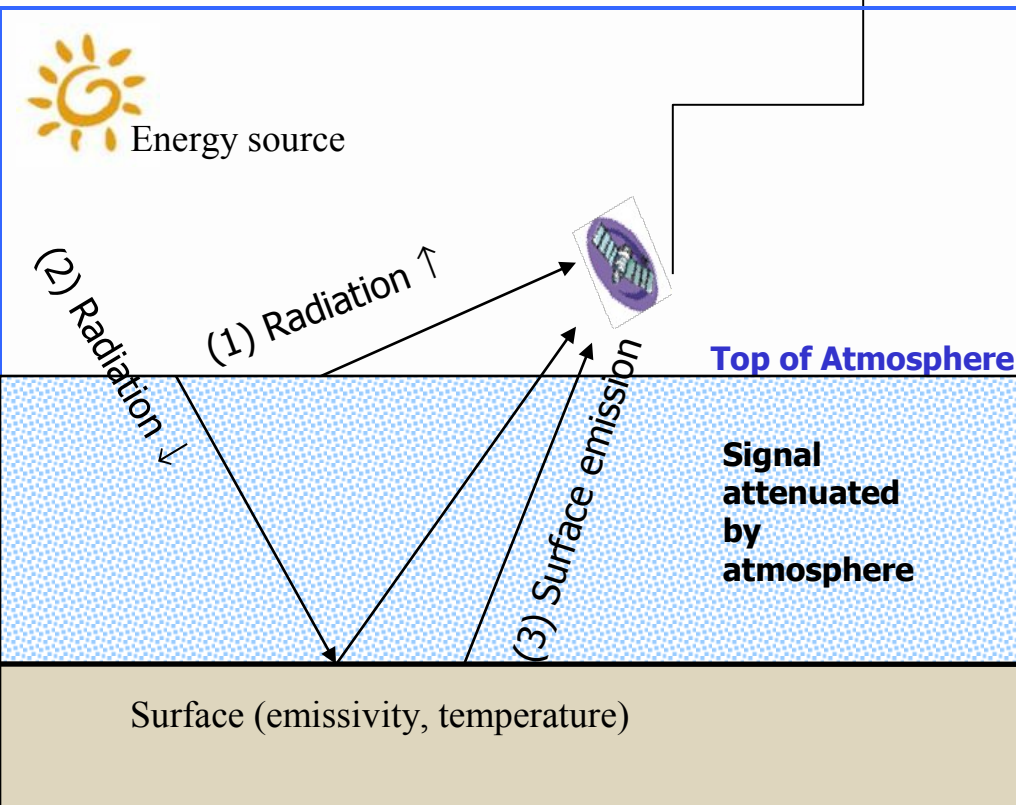 Energy source
(2) Radiation ↓
(1) Radiation ↑
(3) Surface emission
Top of Atmosphere
Signal
attenuated
by
atmosphere
Surface (emissivity, temperature)